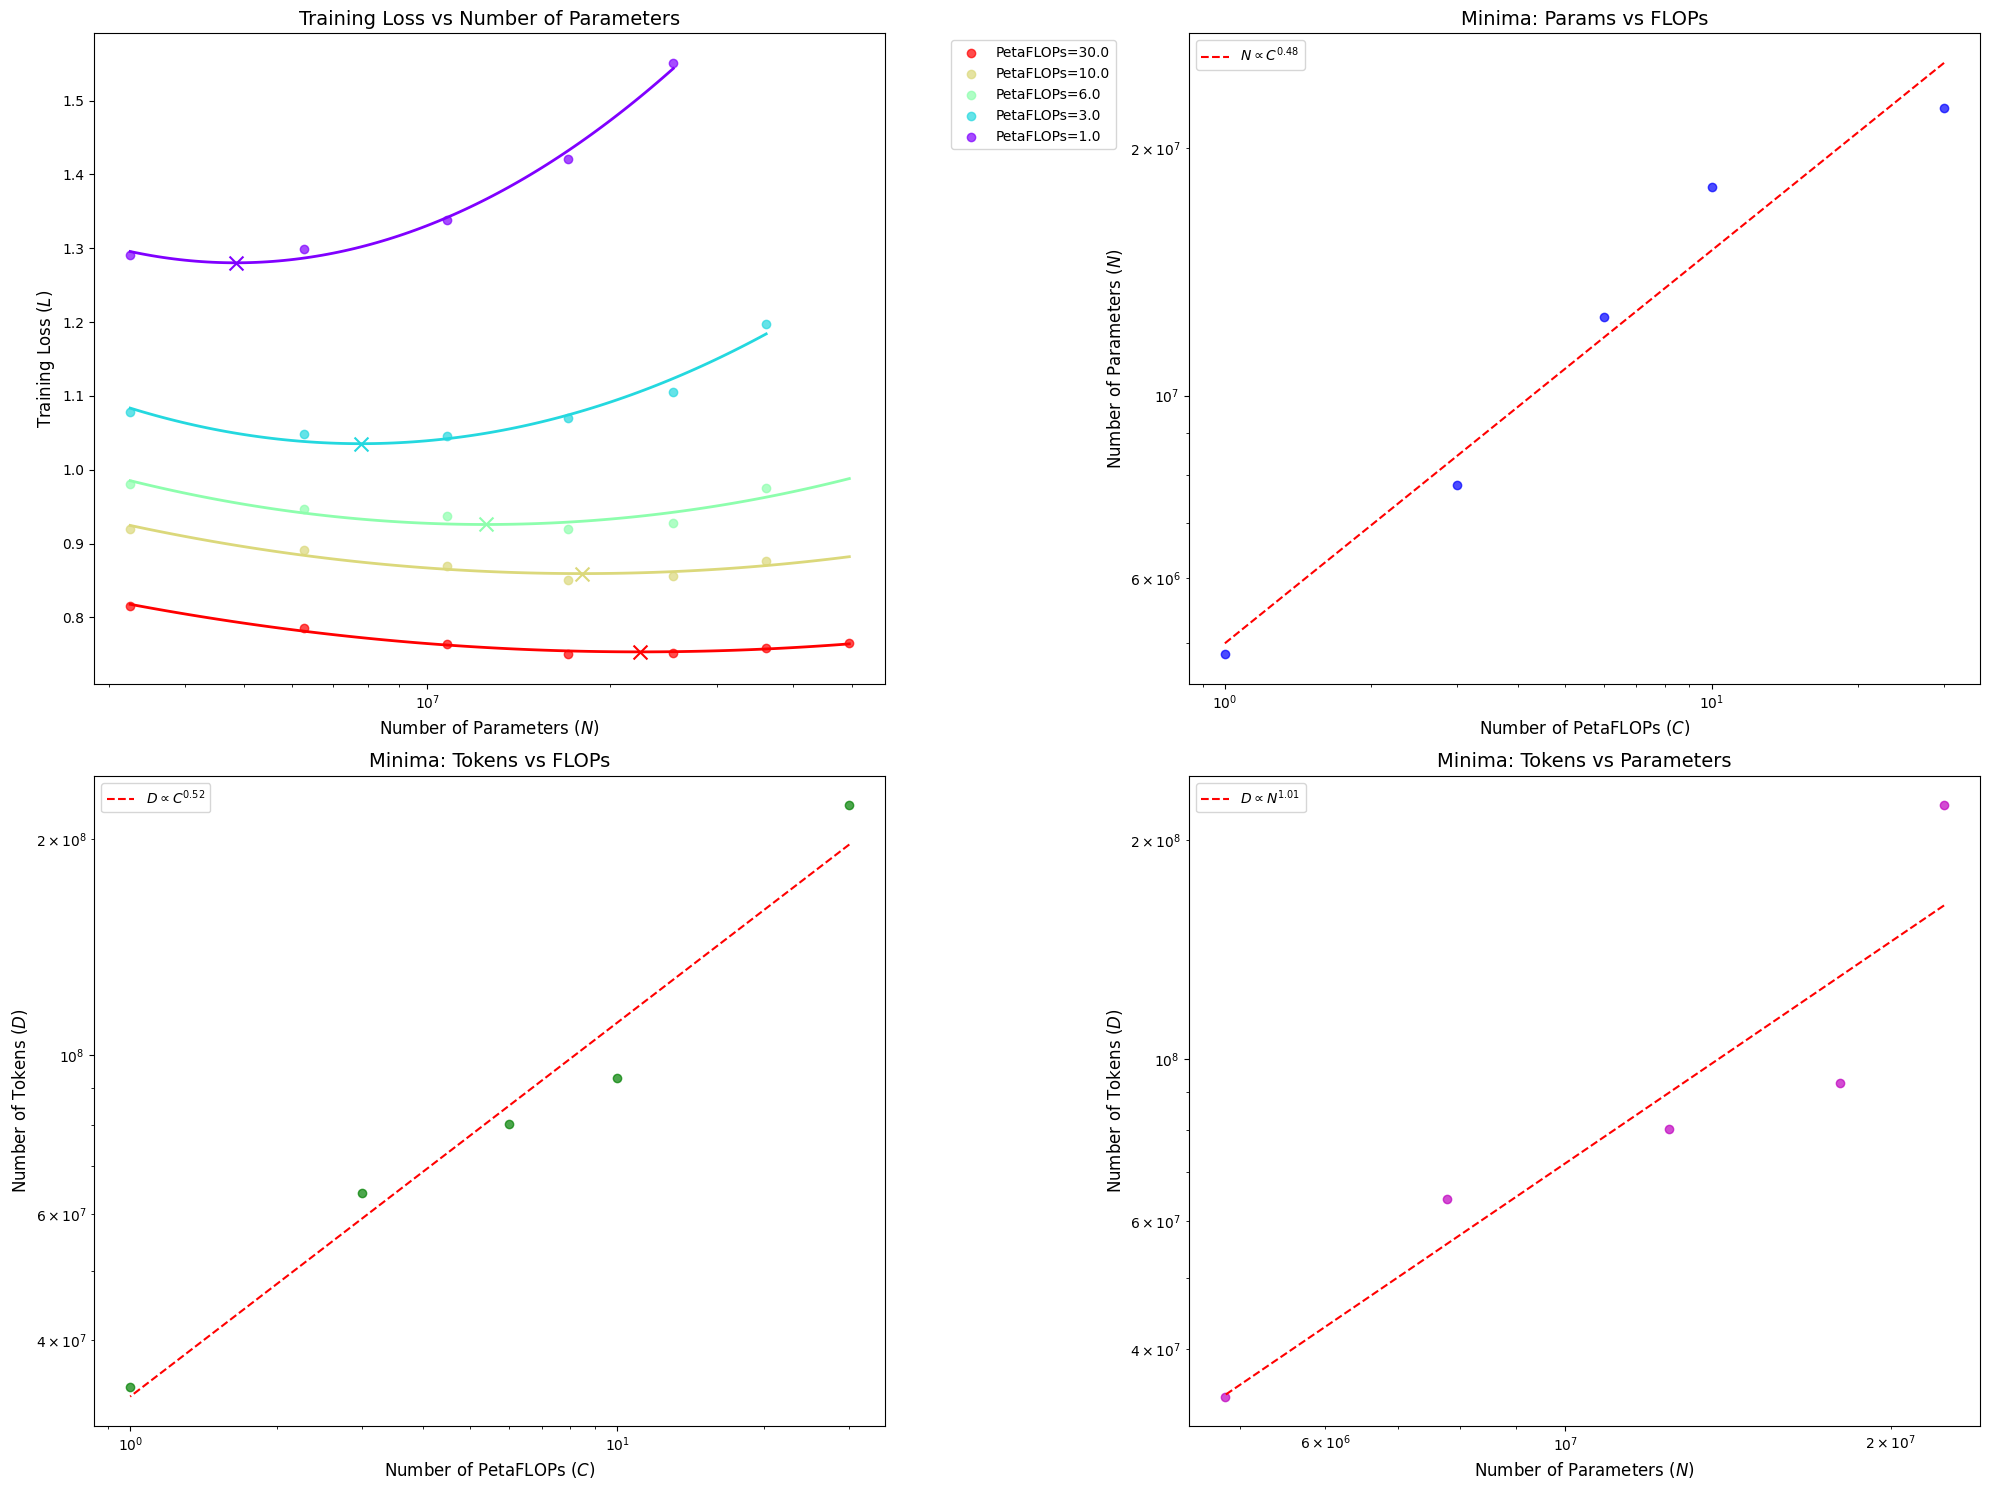 Training Loss vs Number of Parameters
1.5
1.4
1.3
1.2
1.1
1.0
0.9
0.8
Training Loss (L)
10^7
Number of Parameters (N)
PetaFLOPs=30.0
PetaFLOPs=10.0
PetaFLOPs=6.0
PetaFLOPs=3.0
PetaFLOPs=1.0
Minima: Params vs FLOPs
N ∝ C^0.48
2 × 10^7
10^7
6 × 10^6
Number of Parameters (N)
10^0 10^1
Number of PetaFLOPs (C)
Minima: Tokens vs FLOPs
D ∝ C^0.52
2 × 10^8
10^8
6 × 10^7
4 × 10^7
Number of Tokens (D)
10^0 10^1
Number of PetaFLOPs (C)
Minima: Tokens vs Parameters
D ∝ N^1.01
2 × 10^8
10^8
6 × 10^7
4 × 10^7
Number of Tokens (D)
6 × 10^6 10^7 2 × 10^7
Number of Parameters (N)